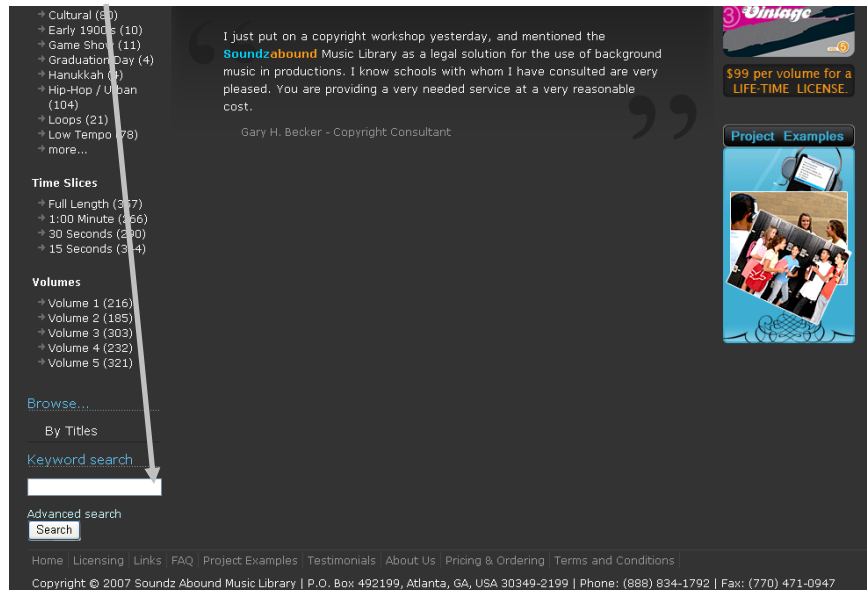 Cultural (80)
Early 1900's (10)
Game Show (11)
Graduation Day (4)
Hanukkah (4)
Hip-Hop / Urban
(104)
Loops (21)
Low Tempo (78)
more...
Time Slices
Full Length (357)
1:00 Minute (266)
30 Seconds (290)
15 Seconds (344)
Volumes
Volume 1 (216)
Volume 2 (185)
Volume 3 (303)
Volume 4 (232)
Volume 5 (321)
Browse...
By Titles
Keyword search
Advanced search
Search
I just put on a copyright workshop yesterday, and mentioned the
Soundzabound Music Library as a legal solution for the use of background
music in productions. I know schools with whom I have consulted are very
pleased. You are providing a very needed service at a very reasonable
cost.
Gary H. Becker - Copyright Consultant
Vintage
5
$99 per volume for a
LIFE-TIME LICENSE.
Project Examples
Home | Licensing | Links | FAQ | Project Examples | Testimonials | About Us | Pricing & Ordering | Terms and Conditions |
Copyright © 2007 Soundz Abound Music Library | P.O. Box 492199, Atlanta, GA, USA 30349-2199 | Phone: (888) 834-1792 | Fax: (770) 471-0947